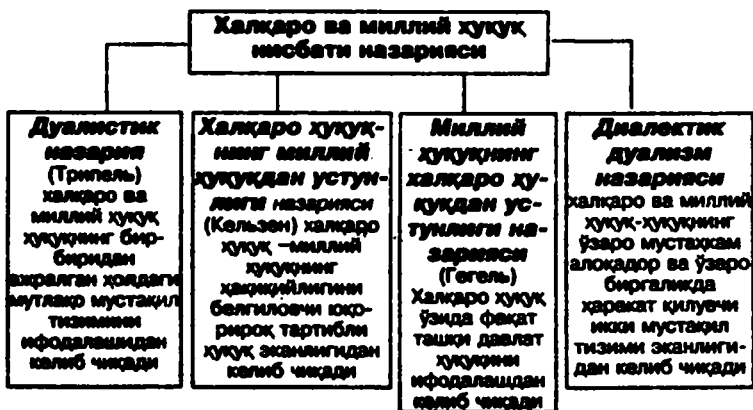 Халқаро ва миллий ҳуқуқ
нисбати назарияси
Дуалистик
назария
(Трипель)
халқаро ва
миллий ҳуқуқ
ҳуқуқнинг бир-
биридан
ажралган ҳолдаги
мутлақо мустақил
тизимини
ифодалашидан
келиб чиқади
Халқаро ҳуқуқ-
нинг миллий
ҳуқуқдан устун-
лиги назарияси
(Кельзен) халқаро
ҳуқуқ –миллий
ҳуқуқнинг
ҳақиқийлигини
белгиловчи юқо-
рироқ тартибли
ҳуқуқ эканлигидан
келиб чиқади
Миллий
ҳуқуқнинг
халқаро ҳу-
қуқдан ус-
тунлиги на-
зарияси
(Гегель)
Халқаро ҳуқуқ
ўзида фақат
ташқи давлат
ҳуқуқини
ифодалашдан
келиб чиқади
Диалектик
дуализм
назарияси
халқаро ва миллий
ҳуқуқ-ҳуқуқнинг
ўзаро мустаҳкам
алоқадор ва ўзаро
биргаликда
ҳаракат қилувчи
икки мустақил
тизими эканлиги-
дан келиб чиқади